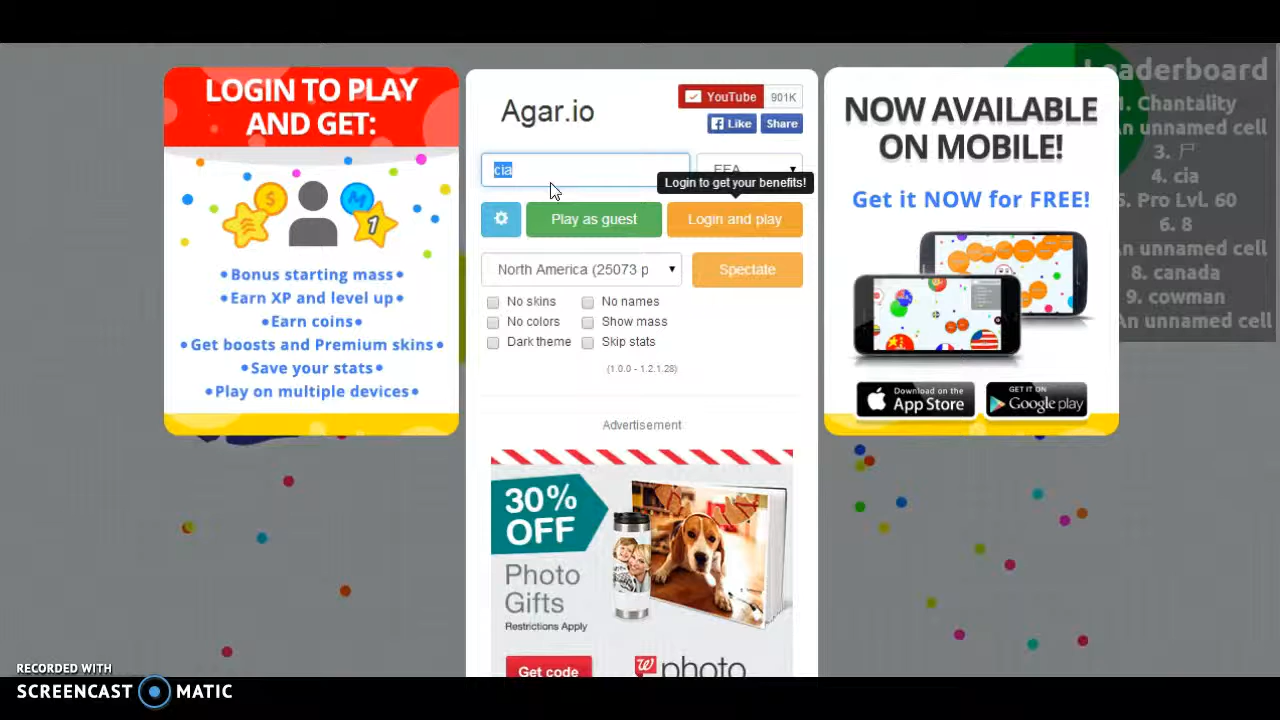 LOGIN TO PLAY
AND GET:
•Bonus starting mass•
•Earn XP and level up•
•Earn coins•
•Get boosts and Premium skins•
•Save your stats•
•Play on multiple devices•
Agar.io
YouTube 901K
Like Share
cia
FFA
Login to get your benefits!
Play as guest
Login and play
North America (25073 p
Spectate
No skins No names
No colors Show mass
Dark theme Skip stats
(1.0.0 - 1.2.1.28)
Advertisement
30%
OFF
Photo
Gifts
Restrictions Apply
Get code
photo
NOW AVAILABLE
ON MOBILE!
Get it NOW for FREE!
Download on the
App Store
GET IT ON
Google play
Leaderboard
1. Chantality
An unnamed cell
3. 尸
4. cia
5. Pro LvL. 60
6. 8
An unnamed cell
8. canada
9. cowman
An unnamed cell
RECORDED WITH
SCREENCAST MATIC